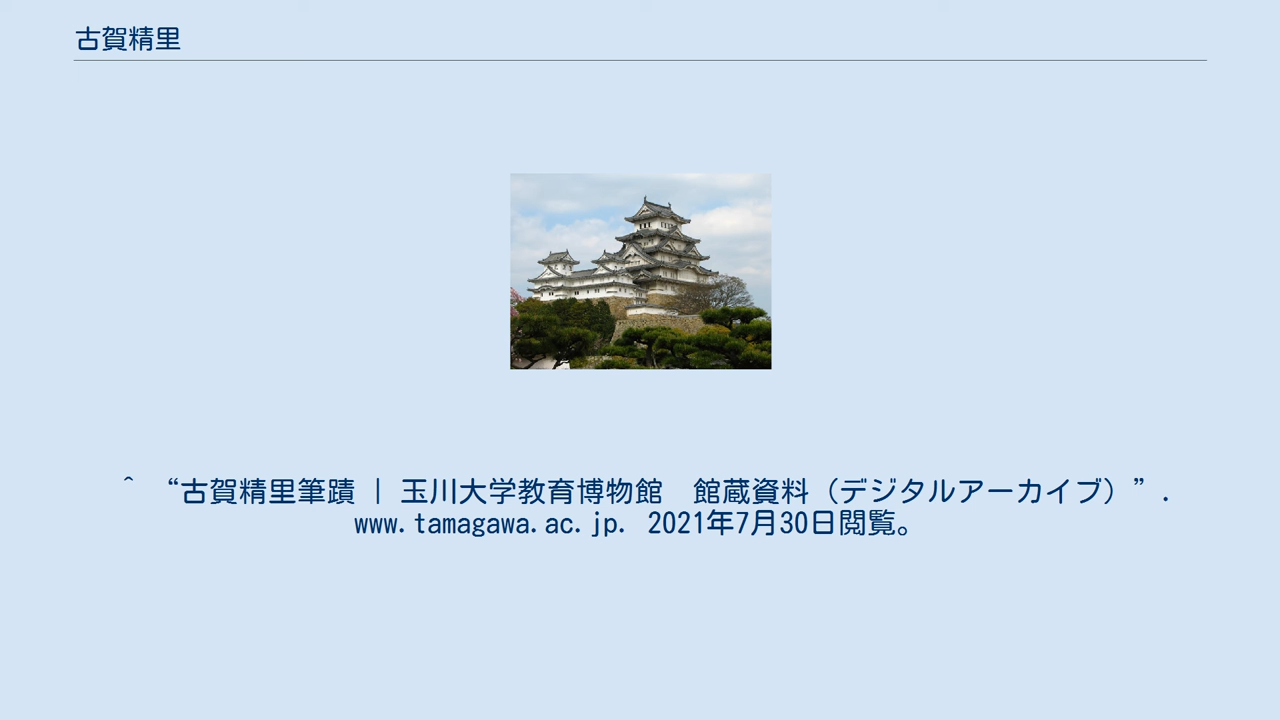 古賀精里
^ “古賀精里筆蹟 | 玉川大学教育博物館　館蔵資料（デジタルアーカイブ）”.
www.tamagawa.ac.jp. 2021年7月30日閲覧。